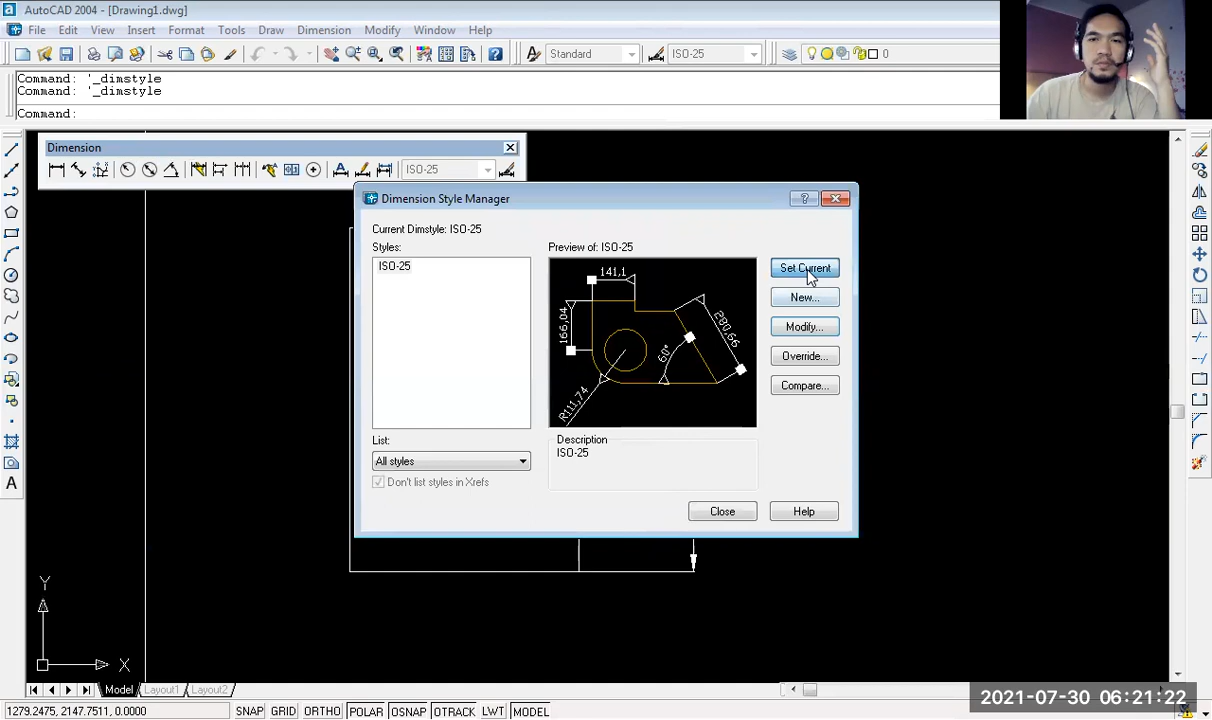 AutoCAD 2004 - [Drawing1.dwg]
File Edit View Insert Format Tools Draw Dimension Modify Window Help
Standard ISO-25 0
Command: '_dimstyle
Command: '_dimstyle
Command:
Dimension
ISO-25
Dimension Style Manager
Current Dimstyle: ISO-25
Styles:
ISO-25
Preview of: ISO-25
141,1
166,04
280,66
60°
R111,74
Set Current
New...
Modify...
Override...
Compare...
List:
All styles
Don't list styles in Xrefs
Description
ISO-25
Close Help
Y
X
Model Layout1 Layout2
1279.2475, 2147.7511, 0.0000 SNAP GRID ORTHO POLAR OSNAP OTRACK LWT MODEL
2021-07-30 06:21:22